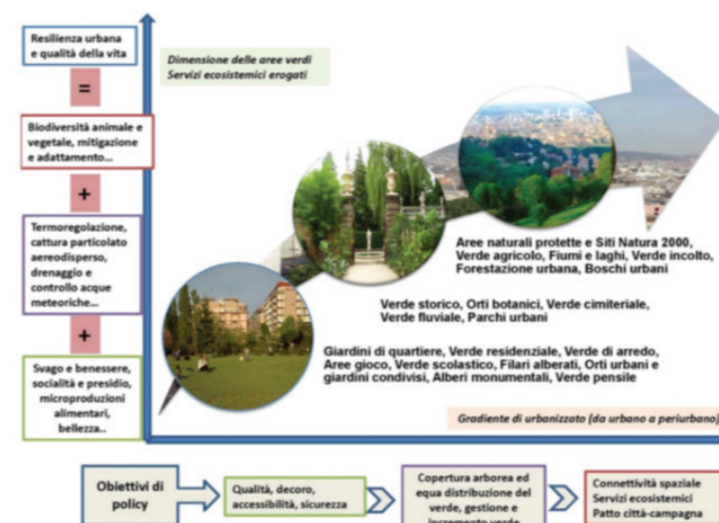 Resilienza urbana
e qualità della vita
=
Biodiversità animale e
vegetale, mitigazione
e adattamento...
+
Termoregolazione,
cattura particolato
aereodisperso,
drenaggio e
controllo acque
meteoriche...
+
Svago e benessere,
socialità e presidio,
microproduzioni
alimentari,
bellezza..
Dimensione delle aree verdi
Servizi ecosistemici erogati
Aree naturali protette e Siti Natura 2000,
Verde agricolo, Fiumi e laghi, Verde incolto,
Forestazione urbana, Boschi urbani
Verde storico, Orti botanici, Verde cimiteriale,
Verde fluviale, Parchi urbani
Giardini di quartiere, Verde residenziale, Verde di arredo,
Aree gioco, Verde scolastico, Filari alberati, Orti urbani e
giardini condivisi, Alberi monumentali, Verde pensile
Gradiente di urbanizzato [da urbano a periurbano]
Obiettivi di
policy
Qualità, decoro,
accessibilità, sicurezza
Copertura arborea ed
equa distribuzione del
verde, gestione e
incremento verde
Connettività spaziale
Servizi ecosistemici
Patto città-campagna